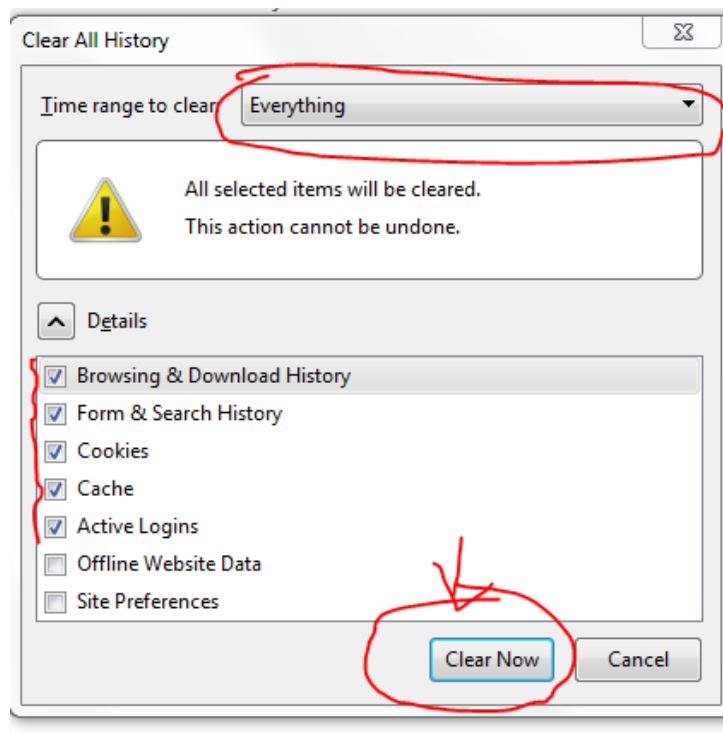 Clear All History
Time range to clear: Everything
All selected items will be cleared.
This action cannot be undone.
Details
Browsing & Download History
Form & Search History
Cookies
Cache
Active Logins
Offline Website Data
Site Preferences
Clear Now Cancel